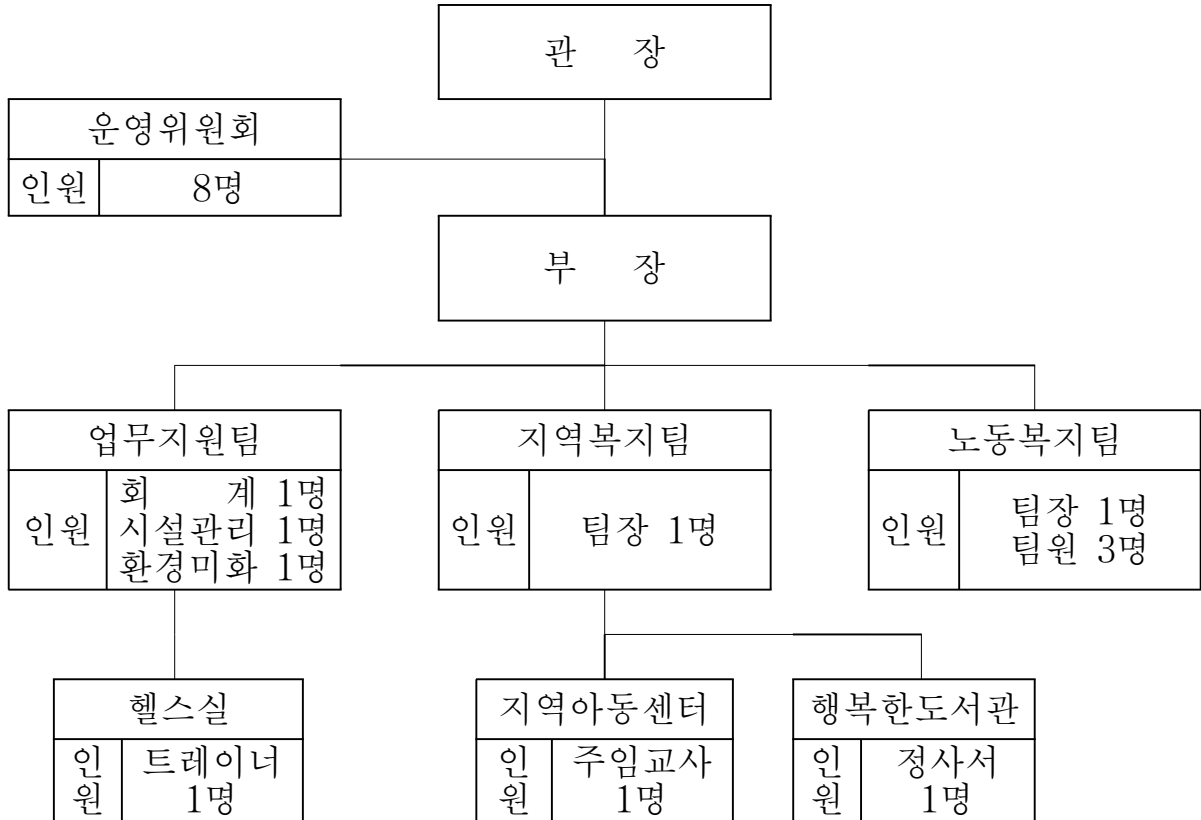 관 장
운영위원회
인원 8명
부 장
업무지원팀
인원
회 계 1명
시설관리 1명
환경미화 1명
지역복지팀
인원 팀장 1명
노동복지팀
인원
팀장 1명
팀원 3명
헬스실
인
원
트레이너
1명
지역아동센터
인
원
주임교사
1명
행복한도서관
인
원
정사서
1명